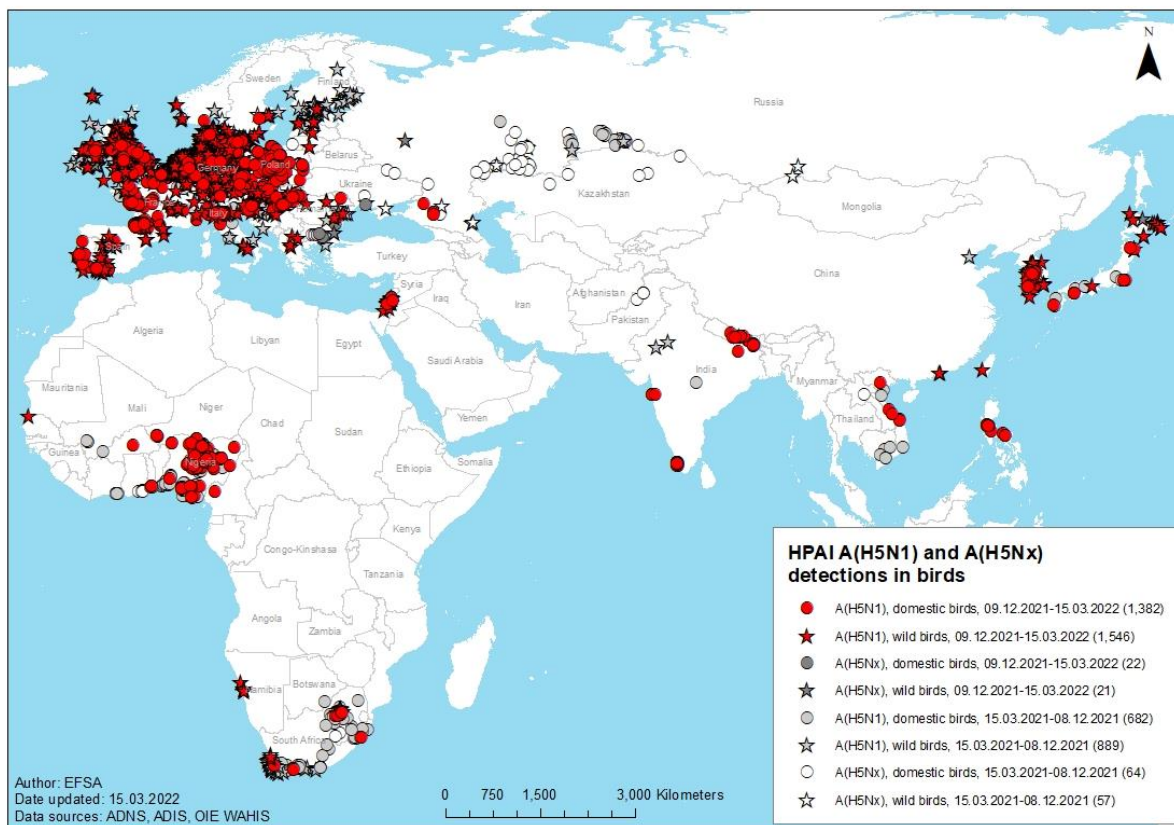 N
Sweden
Finland
Russia
Belarus
Germany
Poland
Ukraine
Kazakhstan
Mongolia
Italy
Spain
Turkey
Syria
Iraq
Iran
Afghanistan
Pakistan
China
Algeria
Libyan
Egypt
Saudi Arabia
India
Myanmar
Thailand
Mauritania
Mali
Niger
Chad
Sudan
Yemen
Guinea
Nigeria
Ethiopia
Somalia
Kenya
Congo-Kinshasa
Tanzania
Angola
Zambia
Botswana
South Africa
HPAI A(H5N1) and A(H5Nx)
detections in birds
A(H5N1), domestic birds, 09.12.2021-15.03.2022 (1,382)
A(H5N1), wild birds, 09.12.2021-15.03.2022 (1,546)
A(H5Nx), domestic birds, 09.12.2021-15.03.2022 (22)
A(H5Nx), wild birds, 09.12.2021-15.03.2022 (21)
A(H5N1), domestic birds, 15.03.2021-08.12.2021 (682)
A(H5N1), wild birds, 15.03.2021-08.12.2021 (889)
A(H5Nx), domestic birds, 15.03.2021-08.12.2021 (64)
A(H5Nx), wild birds, 15.03.2021-08.12.2021 (57)
Author: EFSA
Date updated: 15.03.2022
Data sources: ADNS, ADIS, OIE WAHIS
0 750 1,500 3,000 Kilometers